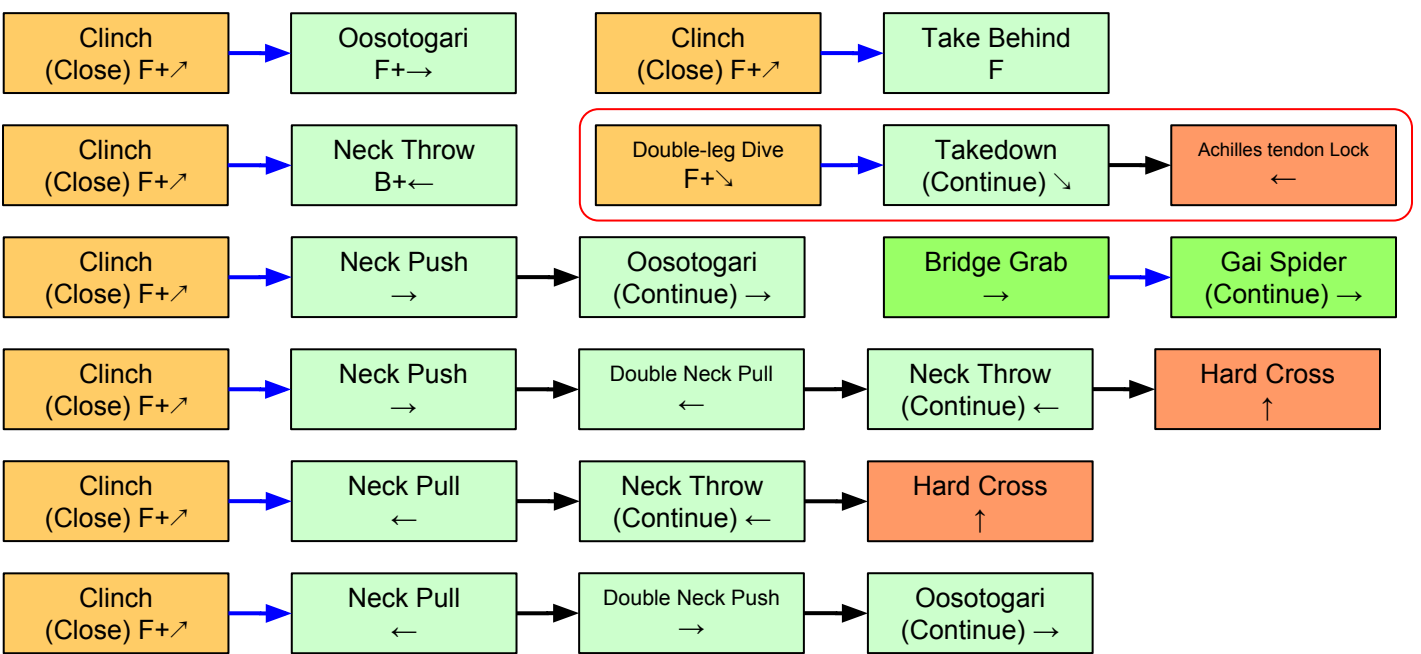 Clinch
(Close) F+↗
Oosotogari
F+→
Clinch
(Close) F+↗
Take Behind
F
Clinch
(Close) F+↗
Neck Throw
B+←
Double-leg Dive
F+↘
Takedown
(Continue) ↘
Achilles tendon Lock
←
Clinch
(Close) F+↗
Neck Push
→
Oosotogari
(Continue) →
Bridge Grab
→
Gai Spider
(Continue) →
Clinch
(Close) F+↗
Neck Push
→
Double Neck Pull
←
Neck Throw
(Continue) ←
Hard Cross
↑
Clinch
(Close) F+↗
Neck Pull
←
Neck Throw
(Continue) ←
Hard Cross
↑
Clinch
(Close) F+↗
Neck Pull
←
Double Neck Push
→
Oosotogari
(Continue) →